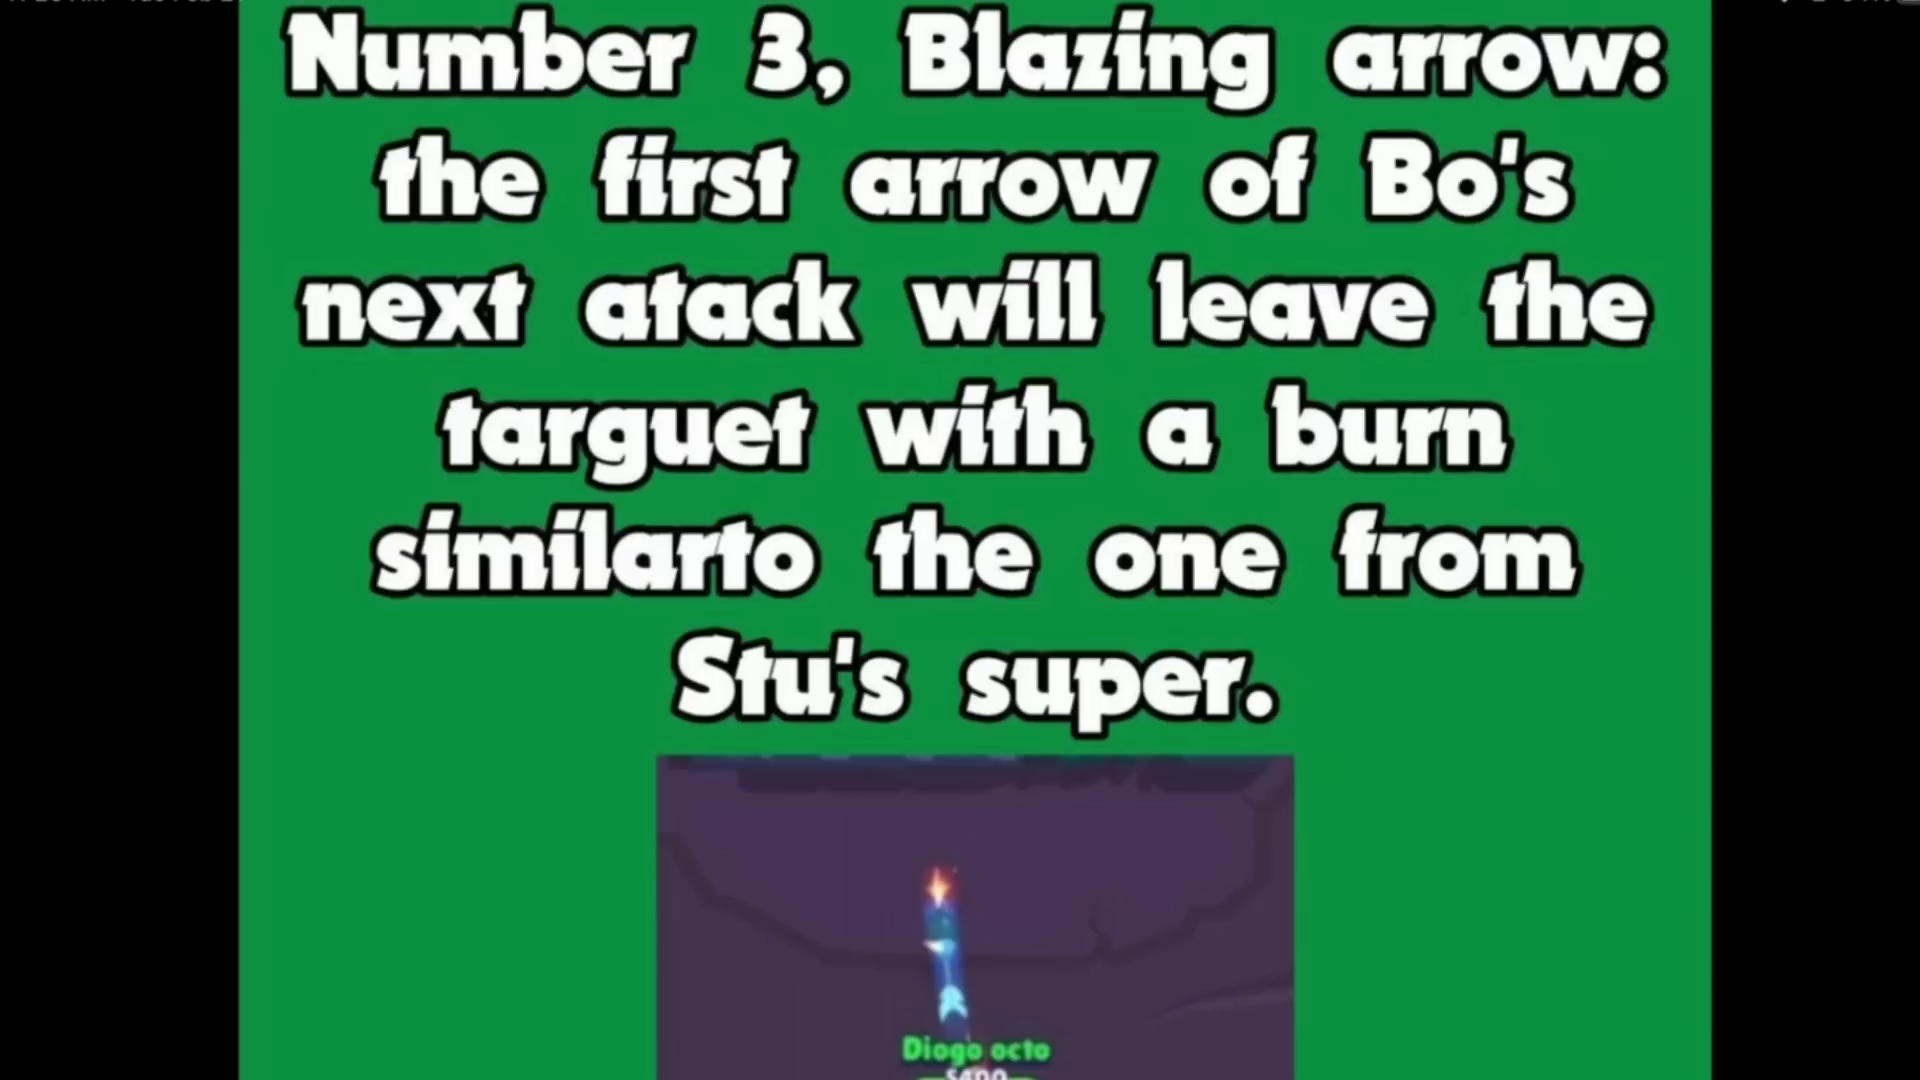 Number 3, Blazing arrow:
the first arrow of Bo's
next atack will leave the
targuet with a burn
similarto the one from
Stu's super.
Diogo octo